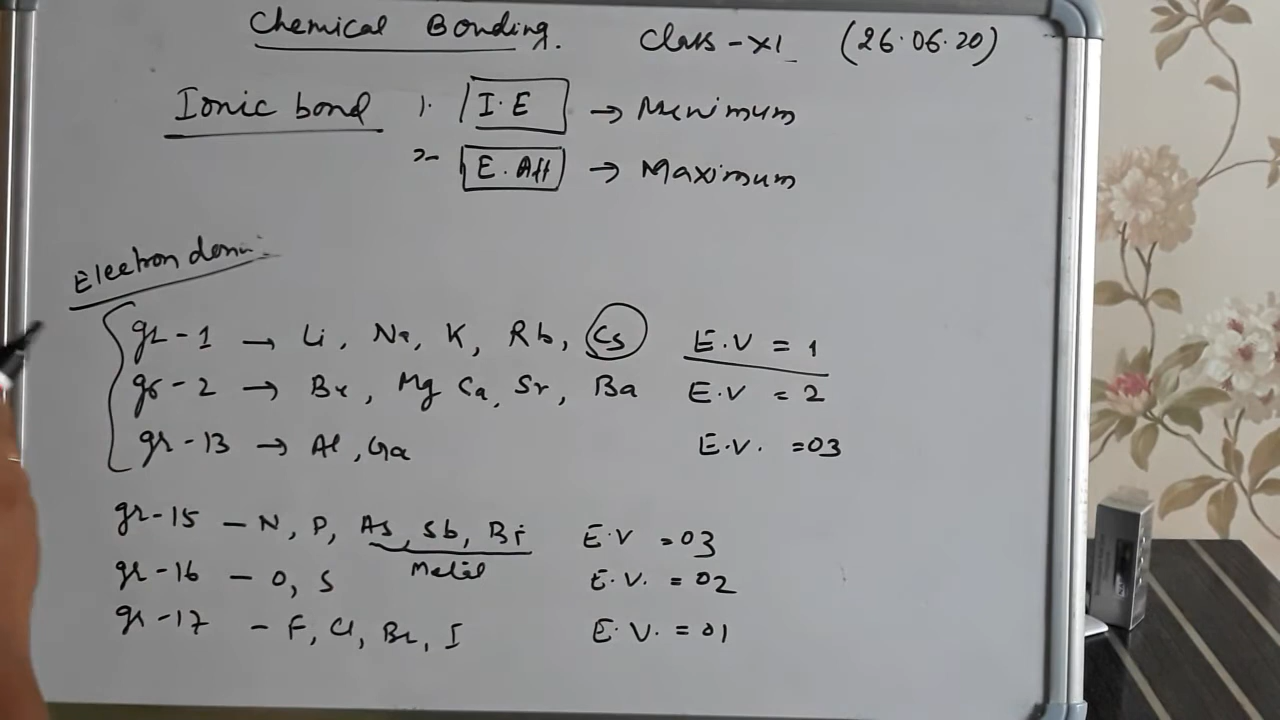 Chemical Bonding. Class-XI (26.06.20)
Ionic bond 1. I.E → Minimum
2- E.Aff → Maximum
Electron
gr-1 → Li, Na, K, Rb, Cs E.V = 1
gr-2 → Be, Mg Ca, Sr, Ba E.V = 2
gr-13 → Al, Ga E.V. =03
gr-15 - N, P, As, Sb, Bi E.V =03
Metal
gr-16 - O, S E.V. = 02
gr-17 - F, Cl, Br, I E.V. = 01